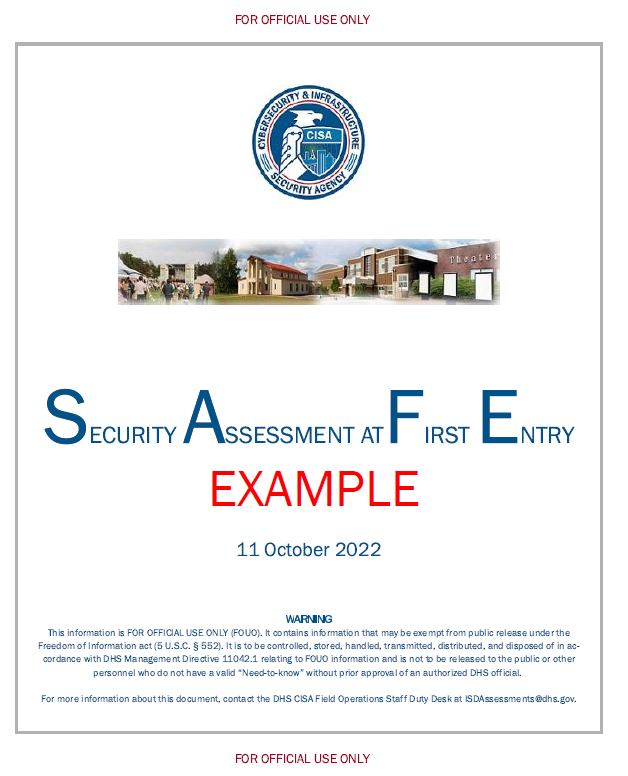 FOR OFFICIAL USE ONLY
CYBERSECURITY & INFRASTRUCTURE
CISA
SECURITY AGENCY
Theater
SECURITY ASSESSMENT AT FIRST ENTRY
EXAMPLE
11 October 2022
WARNING
This information is FOR OFFICIAL USE ONLY (FOUO). It contains information that may be exempt from public release under the
Freedom of Information act (5 U.S.C. § 552). It is to be controlled, stored, handled, transmitted, distributed, and disposed of in ac-
cordance with DHS Management Directive 11042.1 relating to FOUO information and is not to be released to the public or other
personnel who do not have a valid “Need-to-know” without prior approval of an authorized DHS official.
For more information about this document, contact the DHS CISA Field Operations Staff Duty Desk at ISDAssessments@dhs.gov.
FOR OFFICIAL USE ONLY